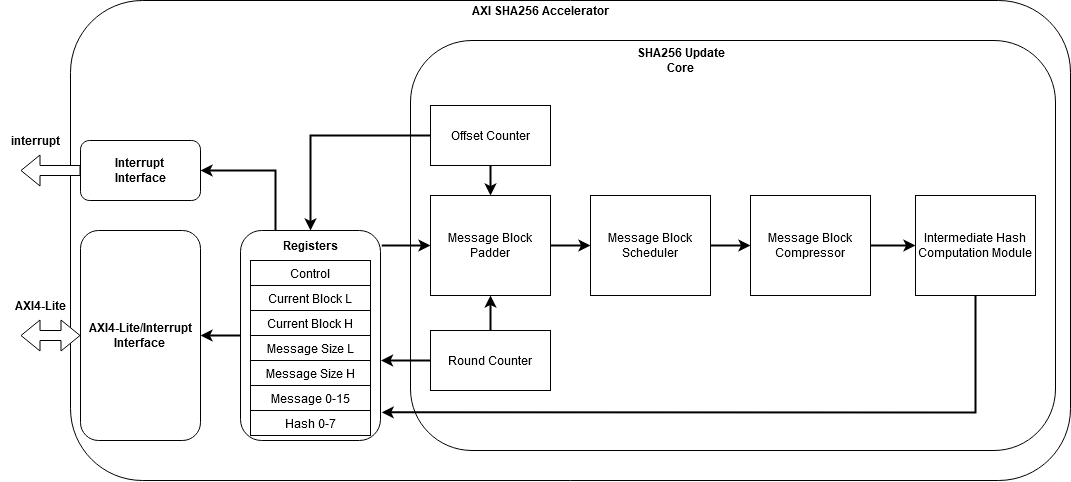 AXI SHA256 Accelerator
SHA256 Update
Core
interrupt
Interrupt
Interface
Offset Counter
AXI4-Lite
AXI4-Lite/Interrupt
Interface
Registers
Control
Current Block L
Current Block H
Message Size L
Message Size H
Message 0-15
Hash 0-7
Message Block
Padder
Message Block
Scheduler
Message Block
Compressor
Intermediate Hash
Computation Module
Round Counter